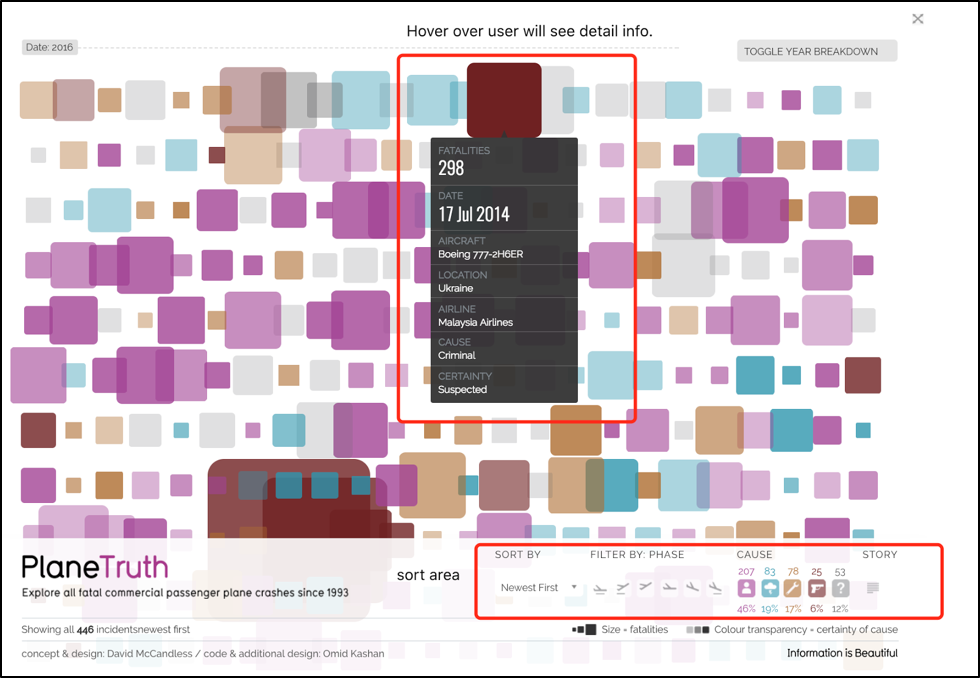 Hover over user will see detail info.
Date: 2016
TOGGLE YEAR BREAKDOWN
FATALITIES
298
DATE
17 Jul 2014
AIRCRAFT
Boeing 777-2H6ER
LOCATION
Ukraine
AIRLINE
Malaysia Airlines
CAUSE
Criminal
CERTAINTY
Suspected
PlaneTruth
Explore all fatal commercial passenger plane crashes since 1993
sort area
SORT BY FILTER BY: PHASE CAUSE STORY
Newest First
207 83 78 25 53
?
46% 19% 17% 6% 12%
Showing all 446 incidentsnewest first
Size = fatalities Colour transparency = certainty of cause
concept & design: David McCandless / code & additional design: Omid Kashan
Information is Beautiful